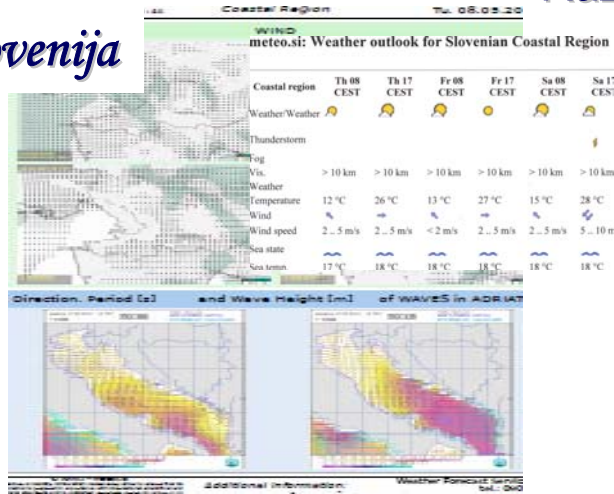 Coastal Region Tu. 08.05.20
venija
WIND
meteo.si: Weather outlook for Slovenian Coastal Region
Coastal region Th 08 CEST Th 17 CEST Fr 08 CEST Fr 17 CEST Sa 08 CEST Sa 17 CEST
Weather/Weather
Thunderstorm
Fog
Vis. > 10 km > 10 km > 10 km > 10 km > 10 km > 10 km
Weather
Temperature 12 °C 26 °C 13 °C 27 °C 15 °C 28 °C
Wind
Wind speed 2 .. 5 m/s 2 .. 5 m/s < 2 m/s 2 .. 5 m/s 2 .. 5 m/s 5 .. 10 m
Sea state
Sea temp. 17 °C 18 °C 18 °C 18 °C 18 °C 18 °C
Direction, Period [s] and Wave Height [m] of WAVES in ADRIAT
Additional Information: Weather Forecast Servic